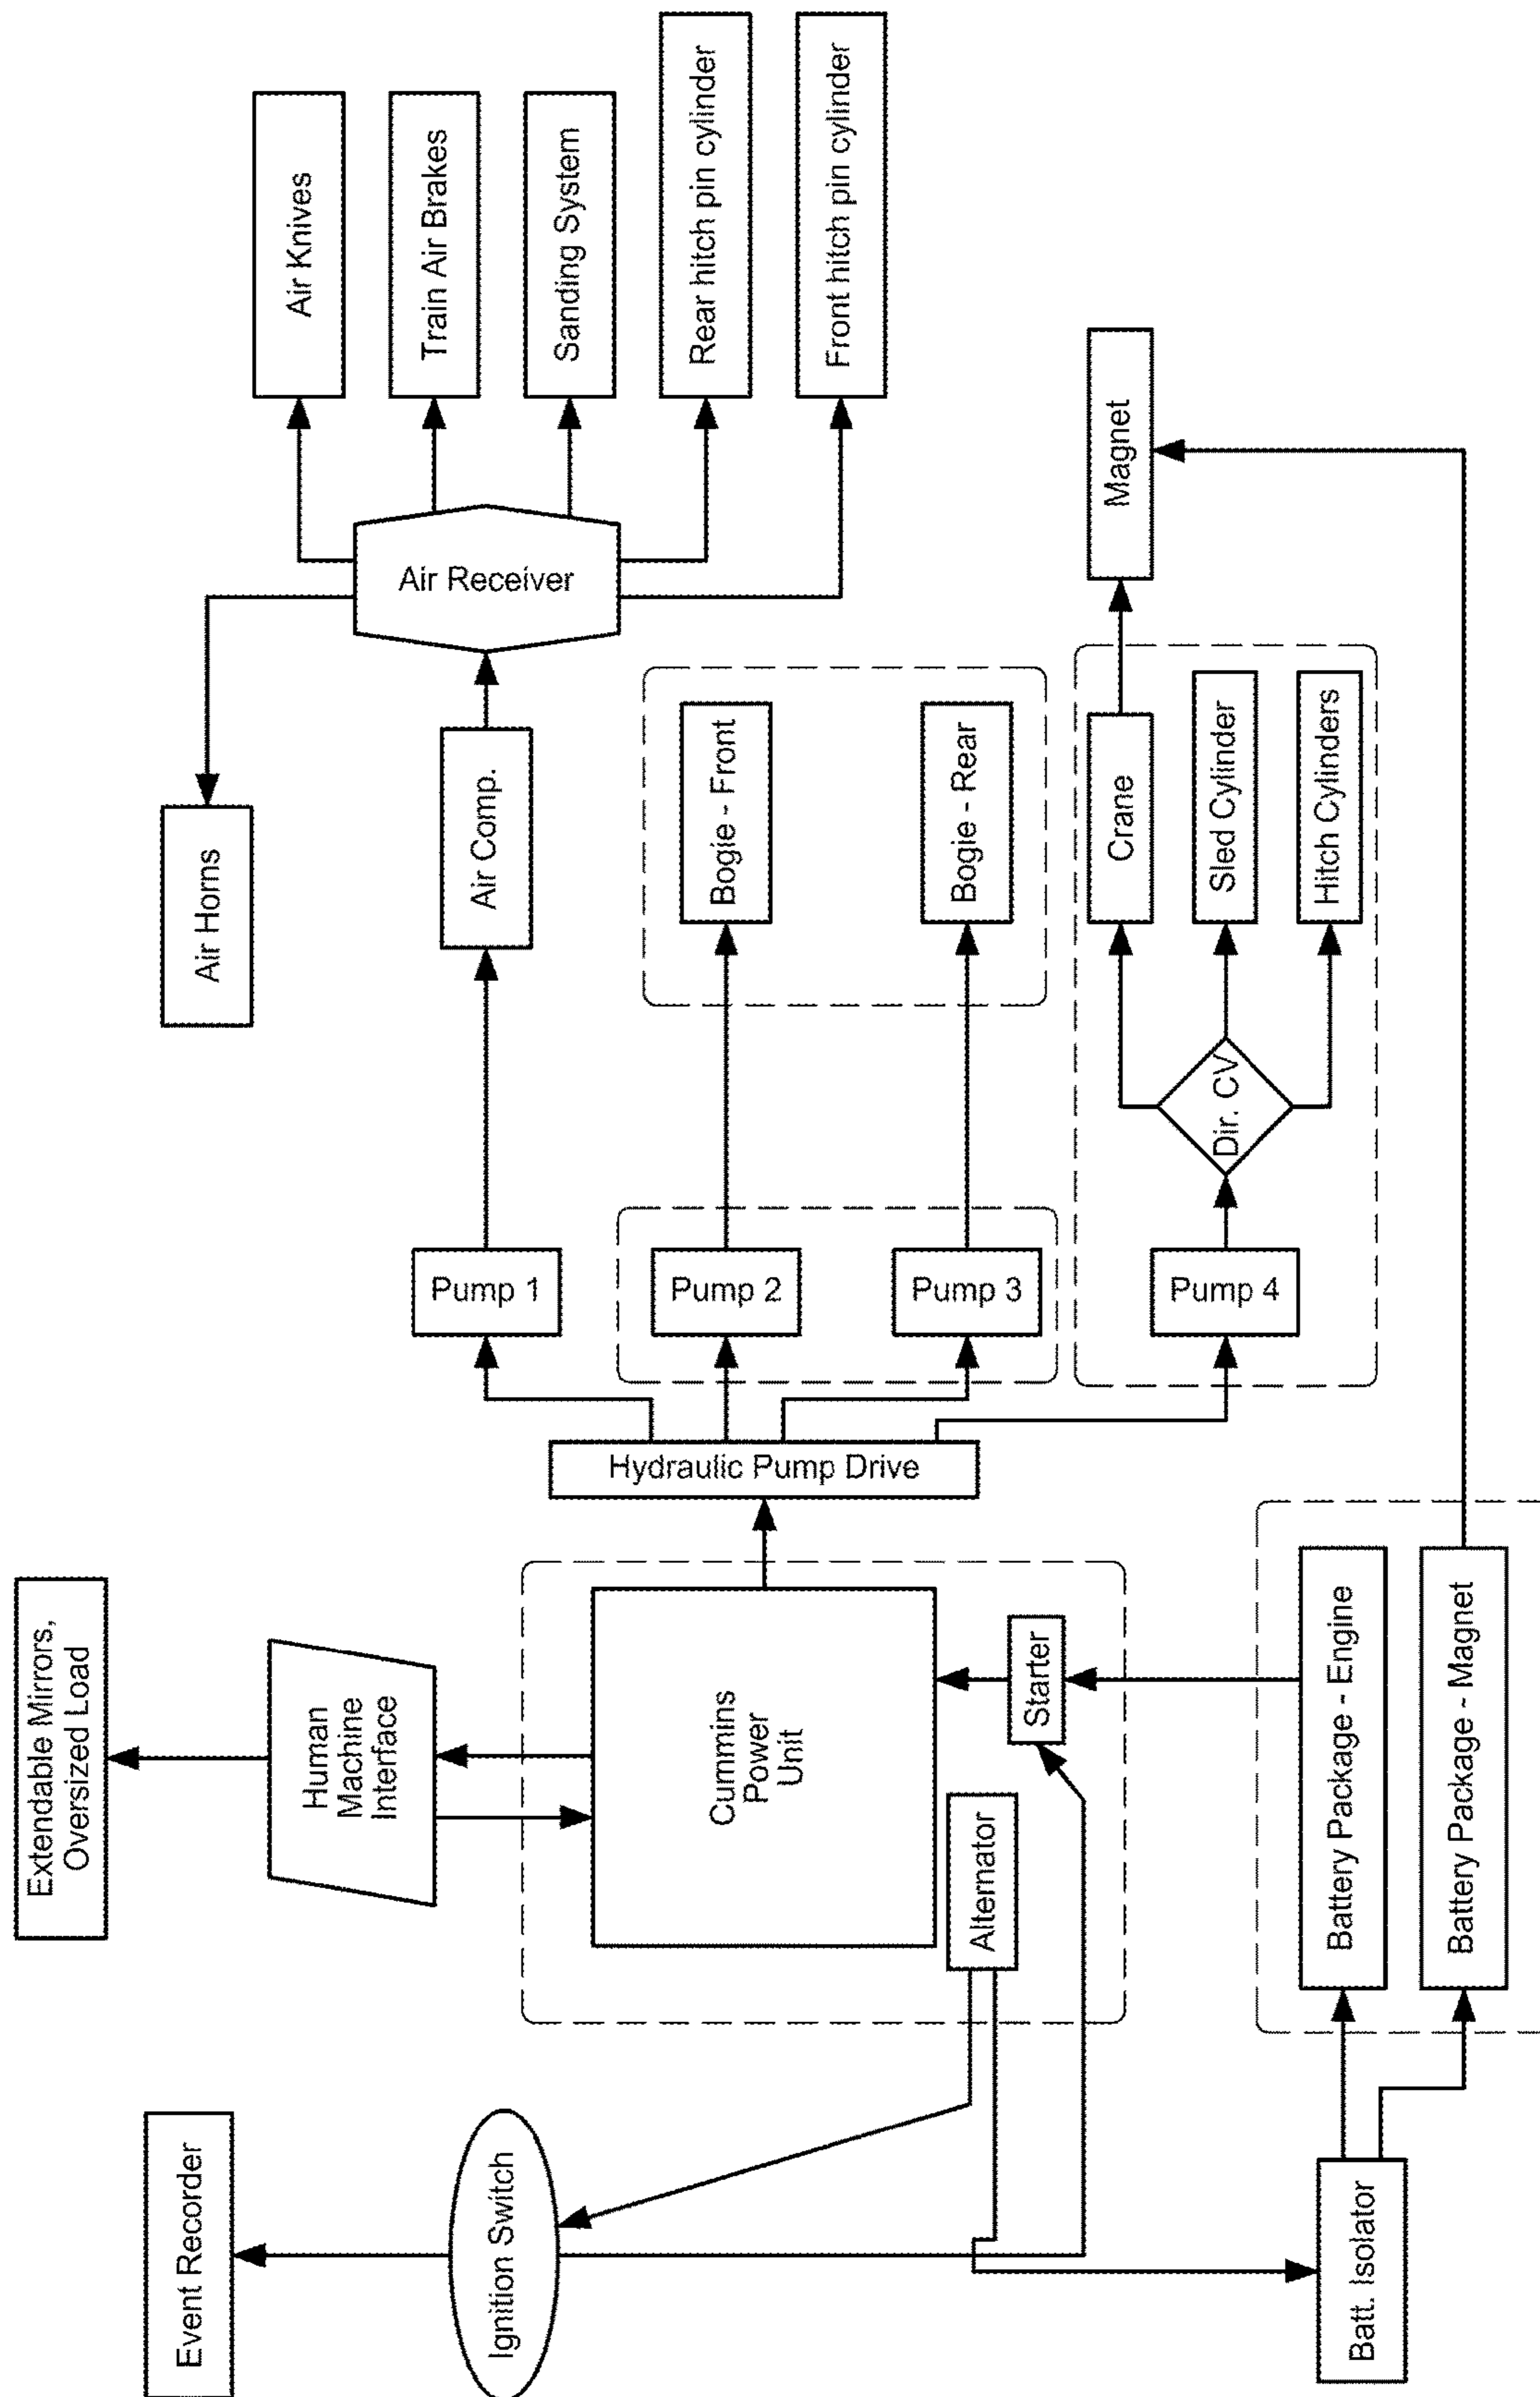 Air Knives
Train Air Brakes
Sanding System
Rear hitch pin cylinder
Front hitch pin cylinder
Air Receiver
Magnet
Air Horns
Air Comp.
Bogie - Front
Bogie - Rear
Crane
Sled Cylinder
Hitch Cylinders
Dir. CV
Pump 1
Pump 2
Pump 3
Pump 4
Hydraulic Pump Drive
Extendable Mirrors,
Oversized Load
Human
Machine
Interface
Cummins
Power
Unit
Starter
Alternator
Battery Package - Engine
Battery Package - Magnet
Event Recorder
Ignition Switch
Batt. Isolator